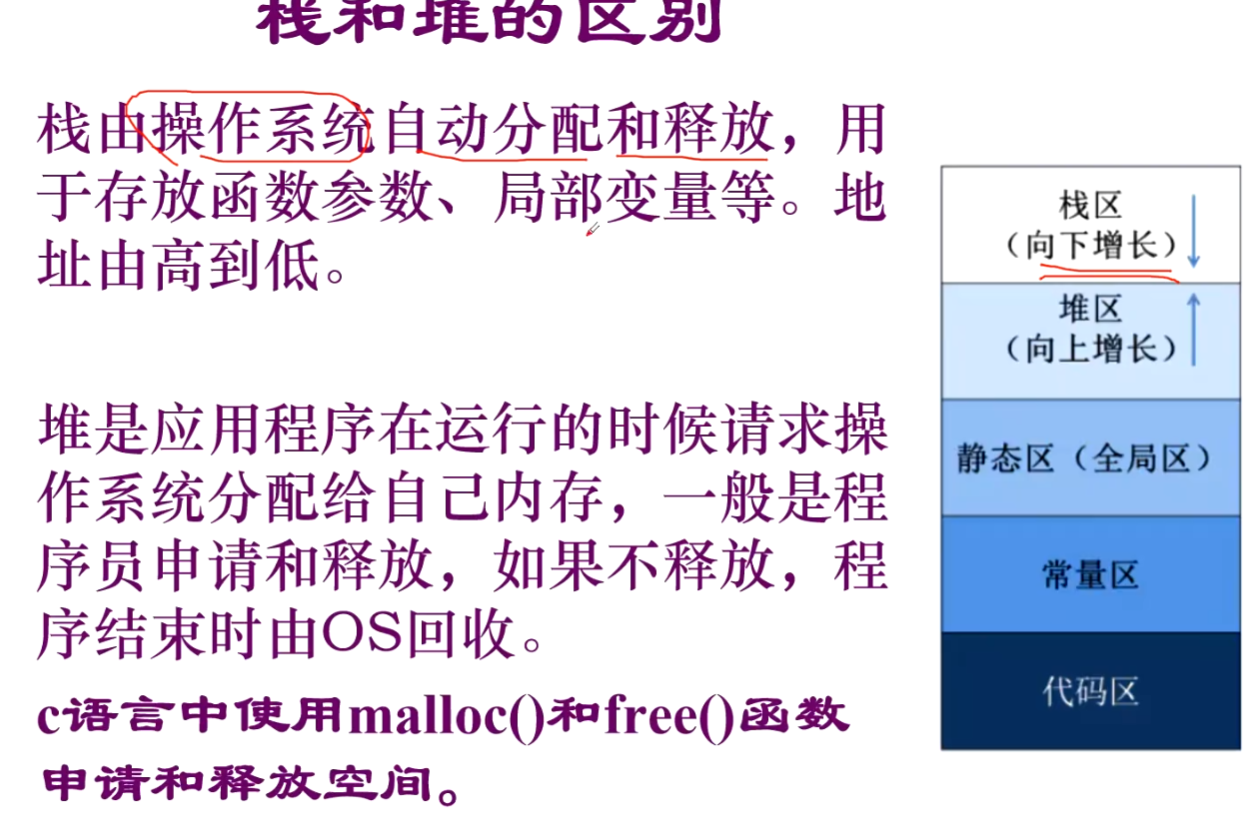 栈和堆的区别
栈由操作系统自动分配和释放，用
于存放函数参数、局部变量等。地
址由高到低。
堆是应用程序在运行的时候请求操
作系统分配给自己内存，一般是程
序员申请和释放，如果不释放，程
序结束时由OS回收。
c语言中使用malloc()和free()函数
申请和释放空间。
栈区
（向下增长）
堆区
（向上增长）
静态区（全局区）
常量区
代码区